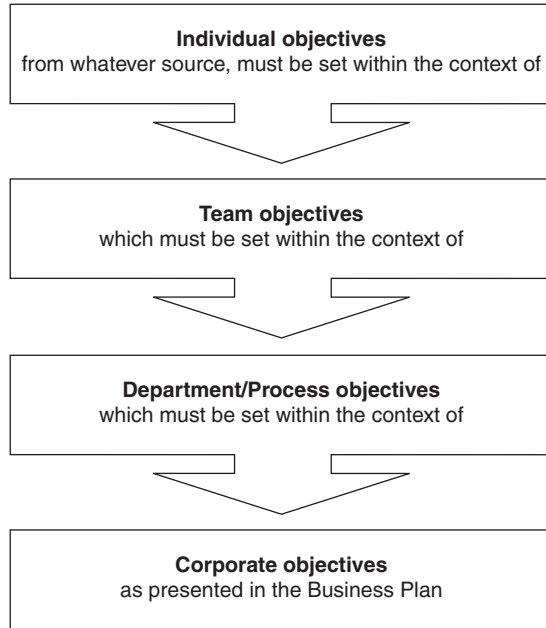 Individual objectives
from whatever source, must be set within the context of
Team objectives
which must be set within the context of
Department/Process objectives
which must be set within the context of
Corporate objectives
as presented in the Business Plan